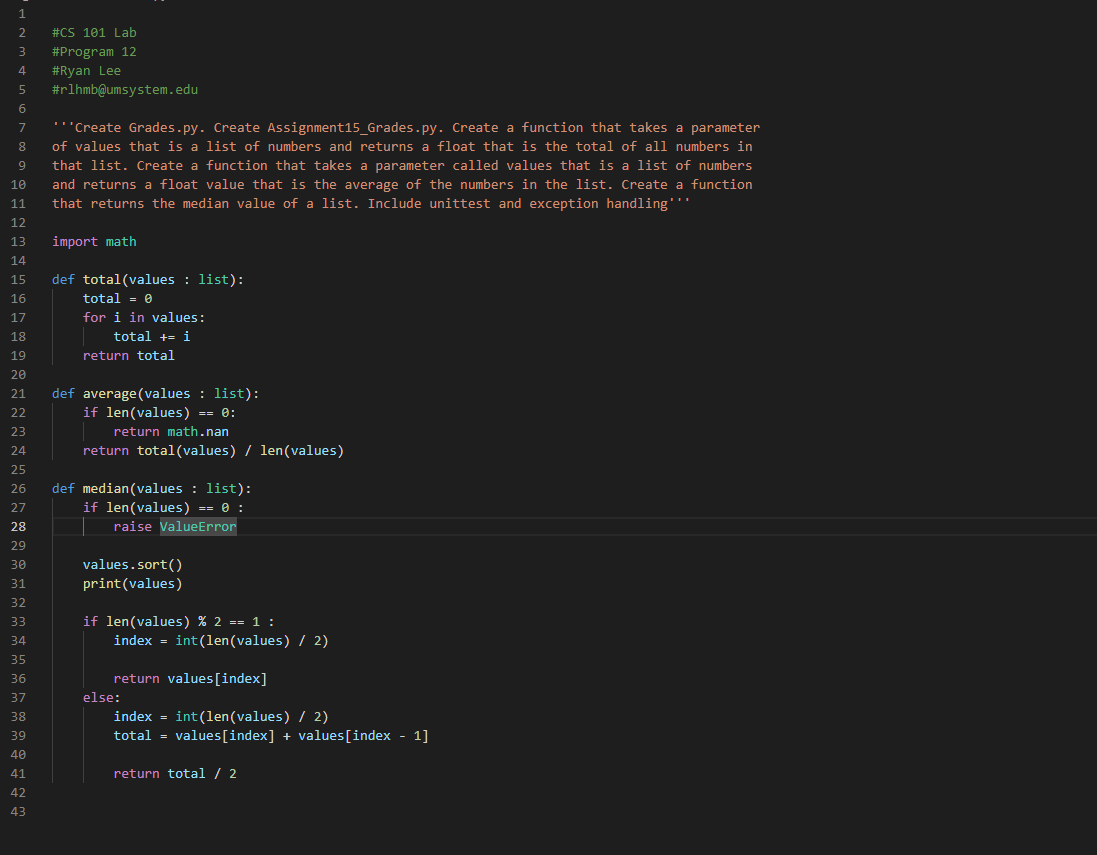 1
2 #CS 101 Lab
3 #Program 12
4 #Ryan Lee
5 #rlhmb@umsystem.edu
6
7 '''Create Grades.py. Create Assignment15_Grades.py. Create a function that takes a parameter
8 of values that is a list of numbers and returns a float that is the total of all numbers in
9 that list. Create a function that takes a parameter called values that is a list of numbers
10 and returns a float value that is the average of the numbers in the list. Create a function
11 that returns the median value of a list. Include unittest and exception handling'''
12
13 import math
14
15 def total(values : list):
16     total = 0
17     for i in values:
18         total += i
19     return total
20
21 def average(values : list):
22     if len(values) == 0:
23         return math.nan
24     return total(values) / len(values)
25
26 def median(values : list):
27     if len(values) == 0 :
28         raise ValueError
29
30     values.sort()
31     print(values)
32
33     if len(values) % 2 == 1 :
34         index = int(len(values) / 2)
35
36         return values[index]
37     else:
38         index = int(len(values) / 2)
39         total = values[index] + values[index - 1]
40
41         return total / 2
42
43